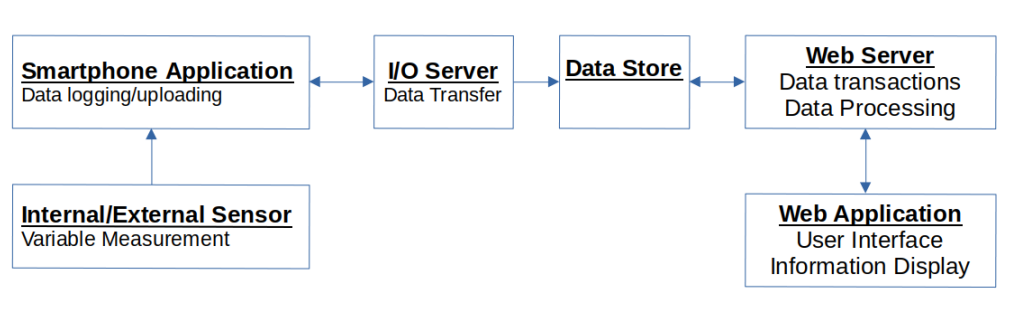 Smartphone Application
Data logging/uploading
I/O Server
Data Transfer
Data Store
Web Server
Data transactions
Data Processing
Internal/External Sensor
Variable Measurement
Web Application
User Interface
Information Display